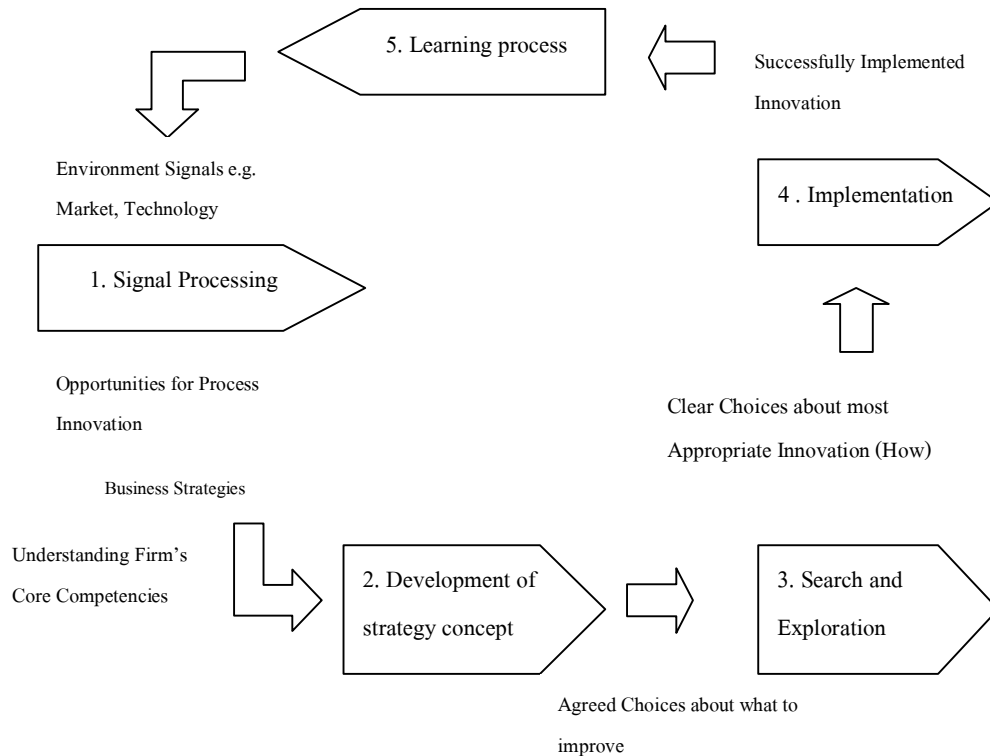 5. Learning process
Successfully Implemented
Innovation
Environment Signals e.g.
Market, Technology
4 . Implementation
1. Signal Processing
Opportunities for Process
Innovation
Clear Choices about most
Appropriate Innovation (How)
Business Strategies
Understanding Firm's
Core Competencies
2. Development of
strategy concept
3. Search and
Exploration
Agreed Choices about what to
improve